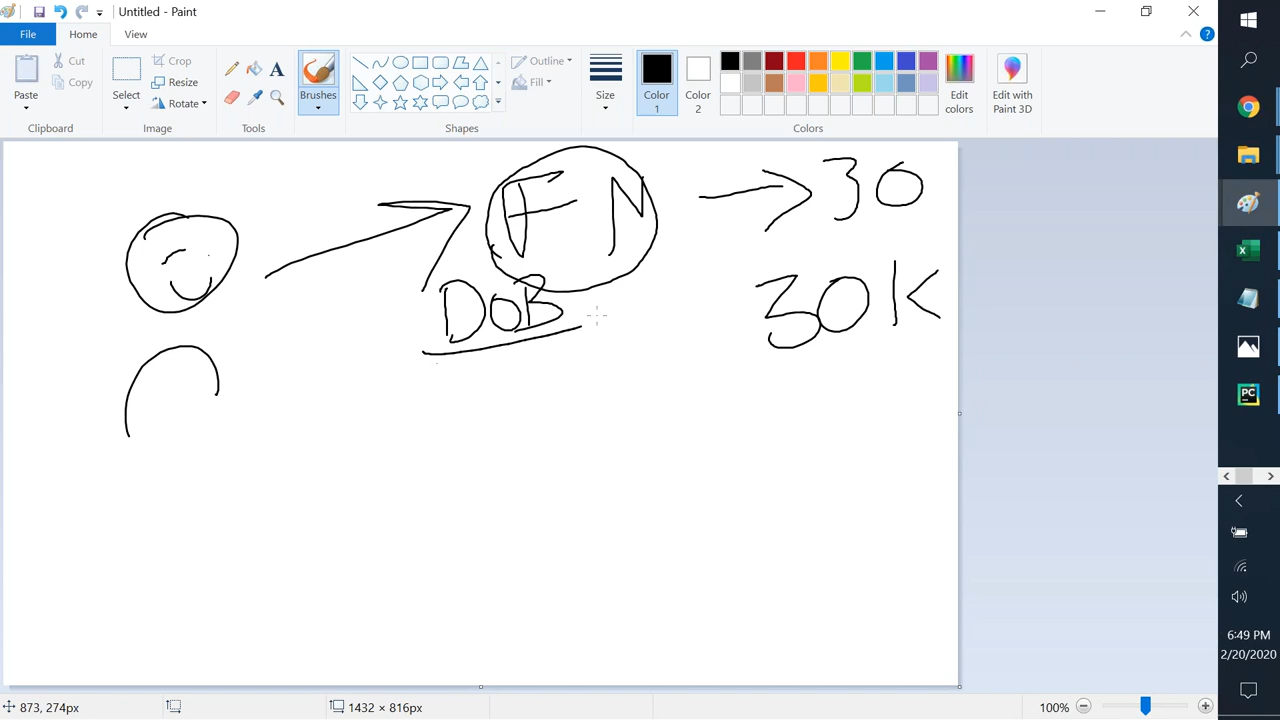 Untitled - Paint
File Home View
Paste
Cut
Copy
Clipboard
Select
Crop
Resize
Rotate
Image
Tools
Brushes
Shapes
Outline
Fill
Size
Color 1
Color 2
Edit colors
Colors
Edit with Paint 3D
FN 30
DoB 30K
873, 274px
1432 × 816px
100%
PC
6:49 PM
2/20/2020